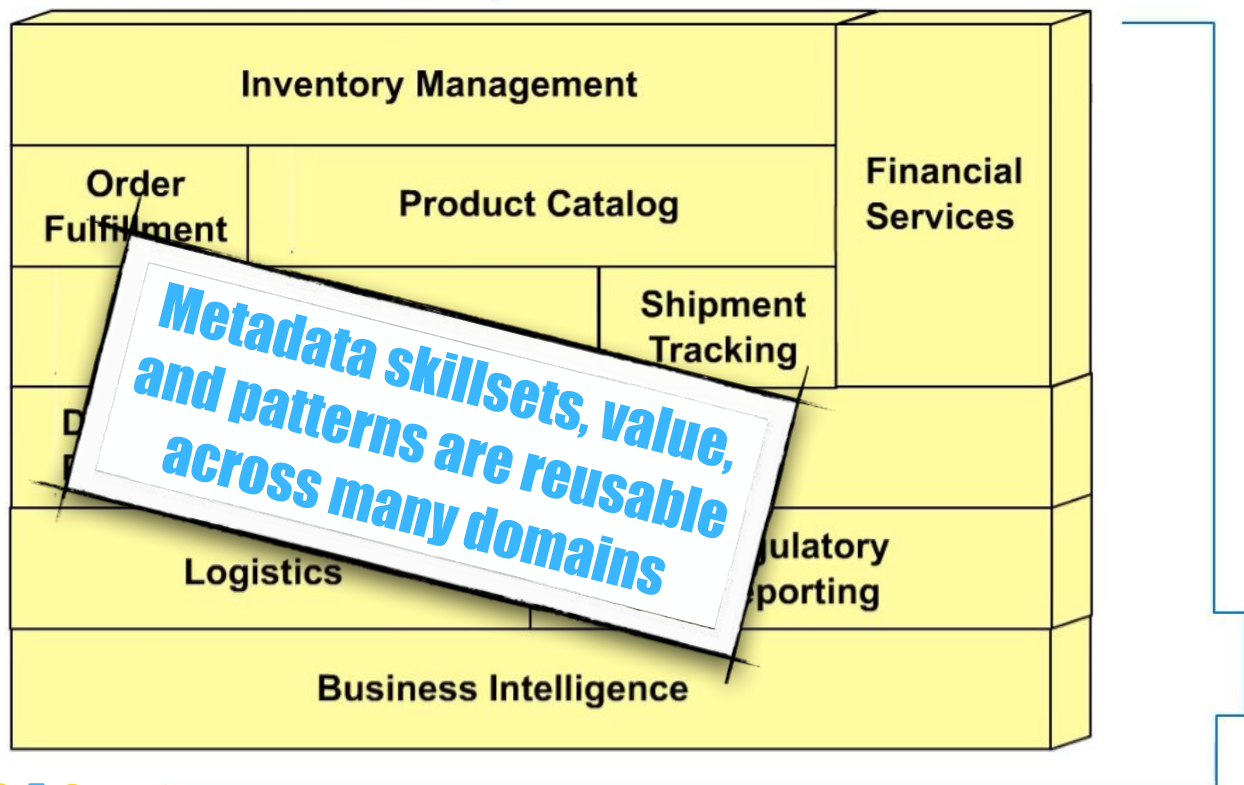 Inventory Management
Order
Fulfillment
Product Catalog
Financial
Services
Shipment
Tracking
Metadata skillsets, value,
and patterns are reusable
across many domains
Logistics
Business Intelligence